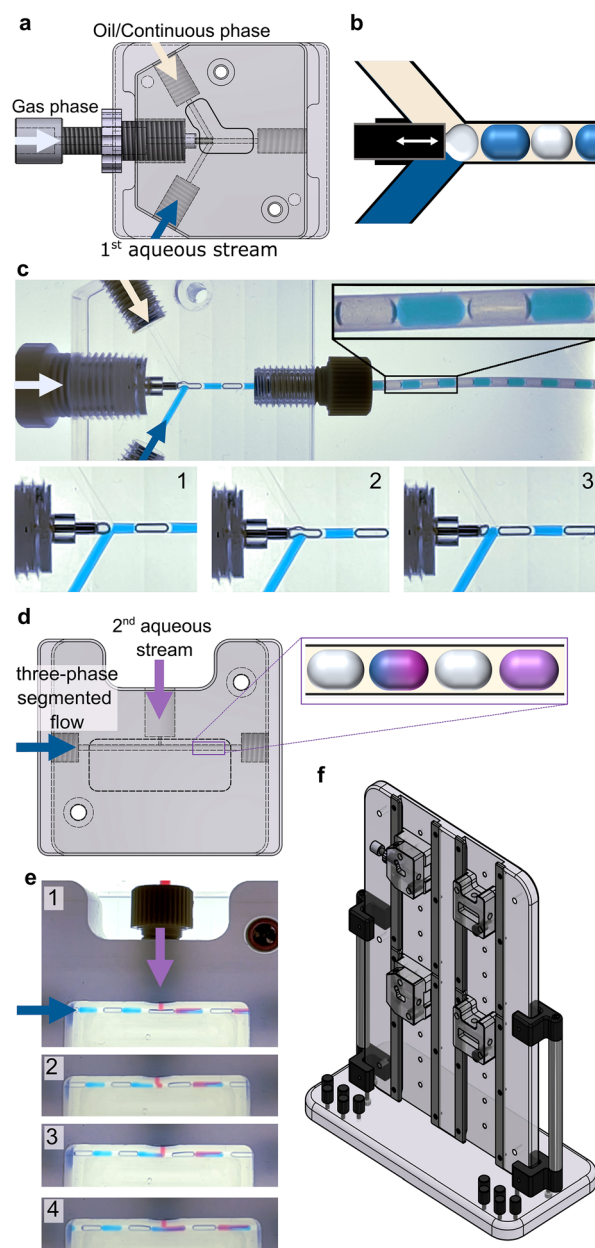 a
Oil/Continuous phase
Gas phase
1st aqueous stream
b
c
1
2
3
d
2nd aqueous
stream
three-phase
segmented
flow
e
1
2
3
4
f